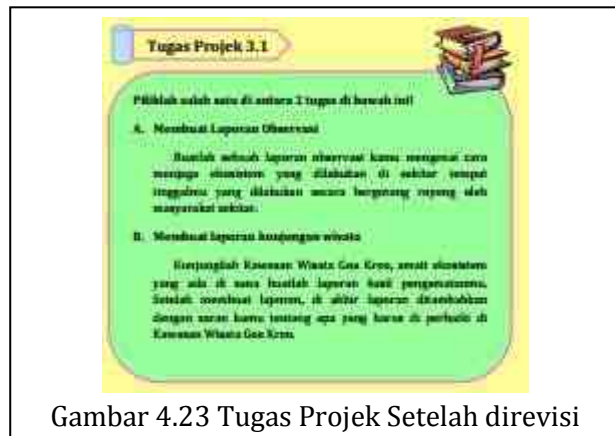 Tugas Projek 3.1
Pilihlah salah satu di antara 2 tugas di bawah ini!
A. Membuat Laporan Observasi
Buatlah sebuah laporan observasi kamu mengenai cara
menjaga ekosistem yang dilakukan di sekitar tempat
tinggalmu yang dilakukan secara bergotong royong oleh
masyarakat sekitar.
B. Membuat laporan kunjungan wisata
Kunjungilah Kawasan Wisata Goa Kreo, amati ekosistem
yang ada di sana buatlah laporan hasil pengamatanmu.
Setelah membuat laporan, di akhir laporan ditambahkan
dengan saran kamu tentang apa yang harus di perbaiki di
Kawasan Wisata Goa Kreo.
Gambar 4.23 Tugas Projek Setelah direvisi